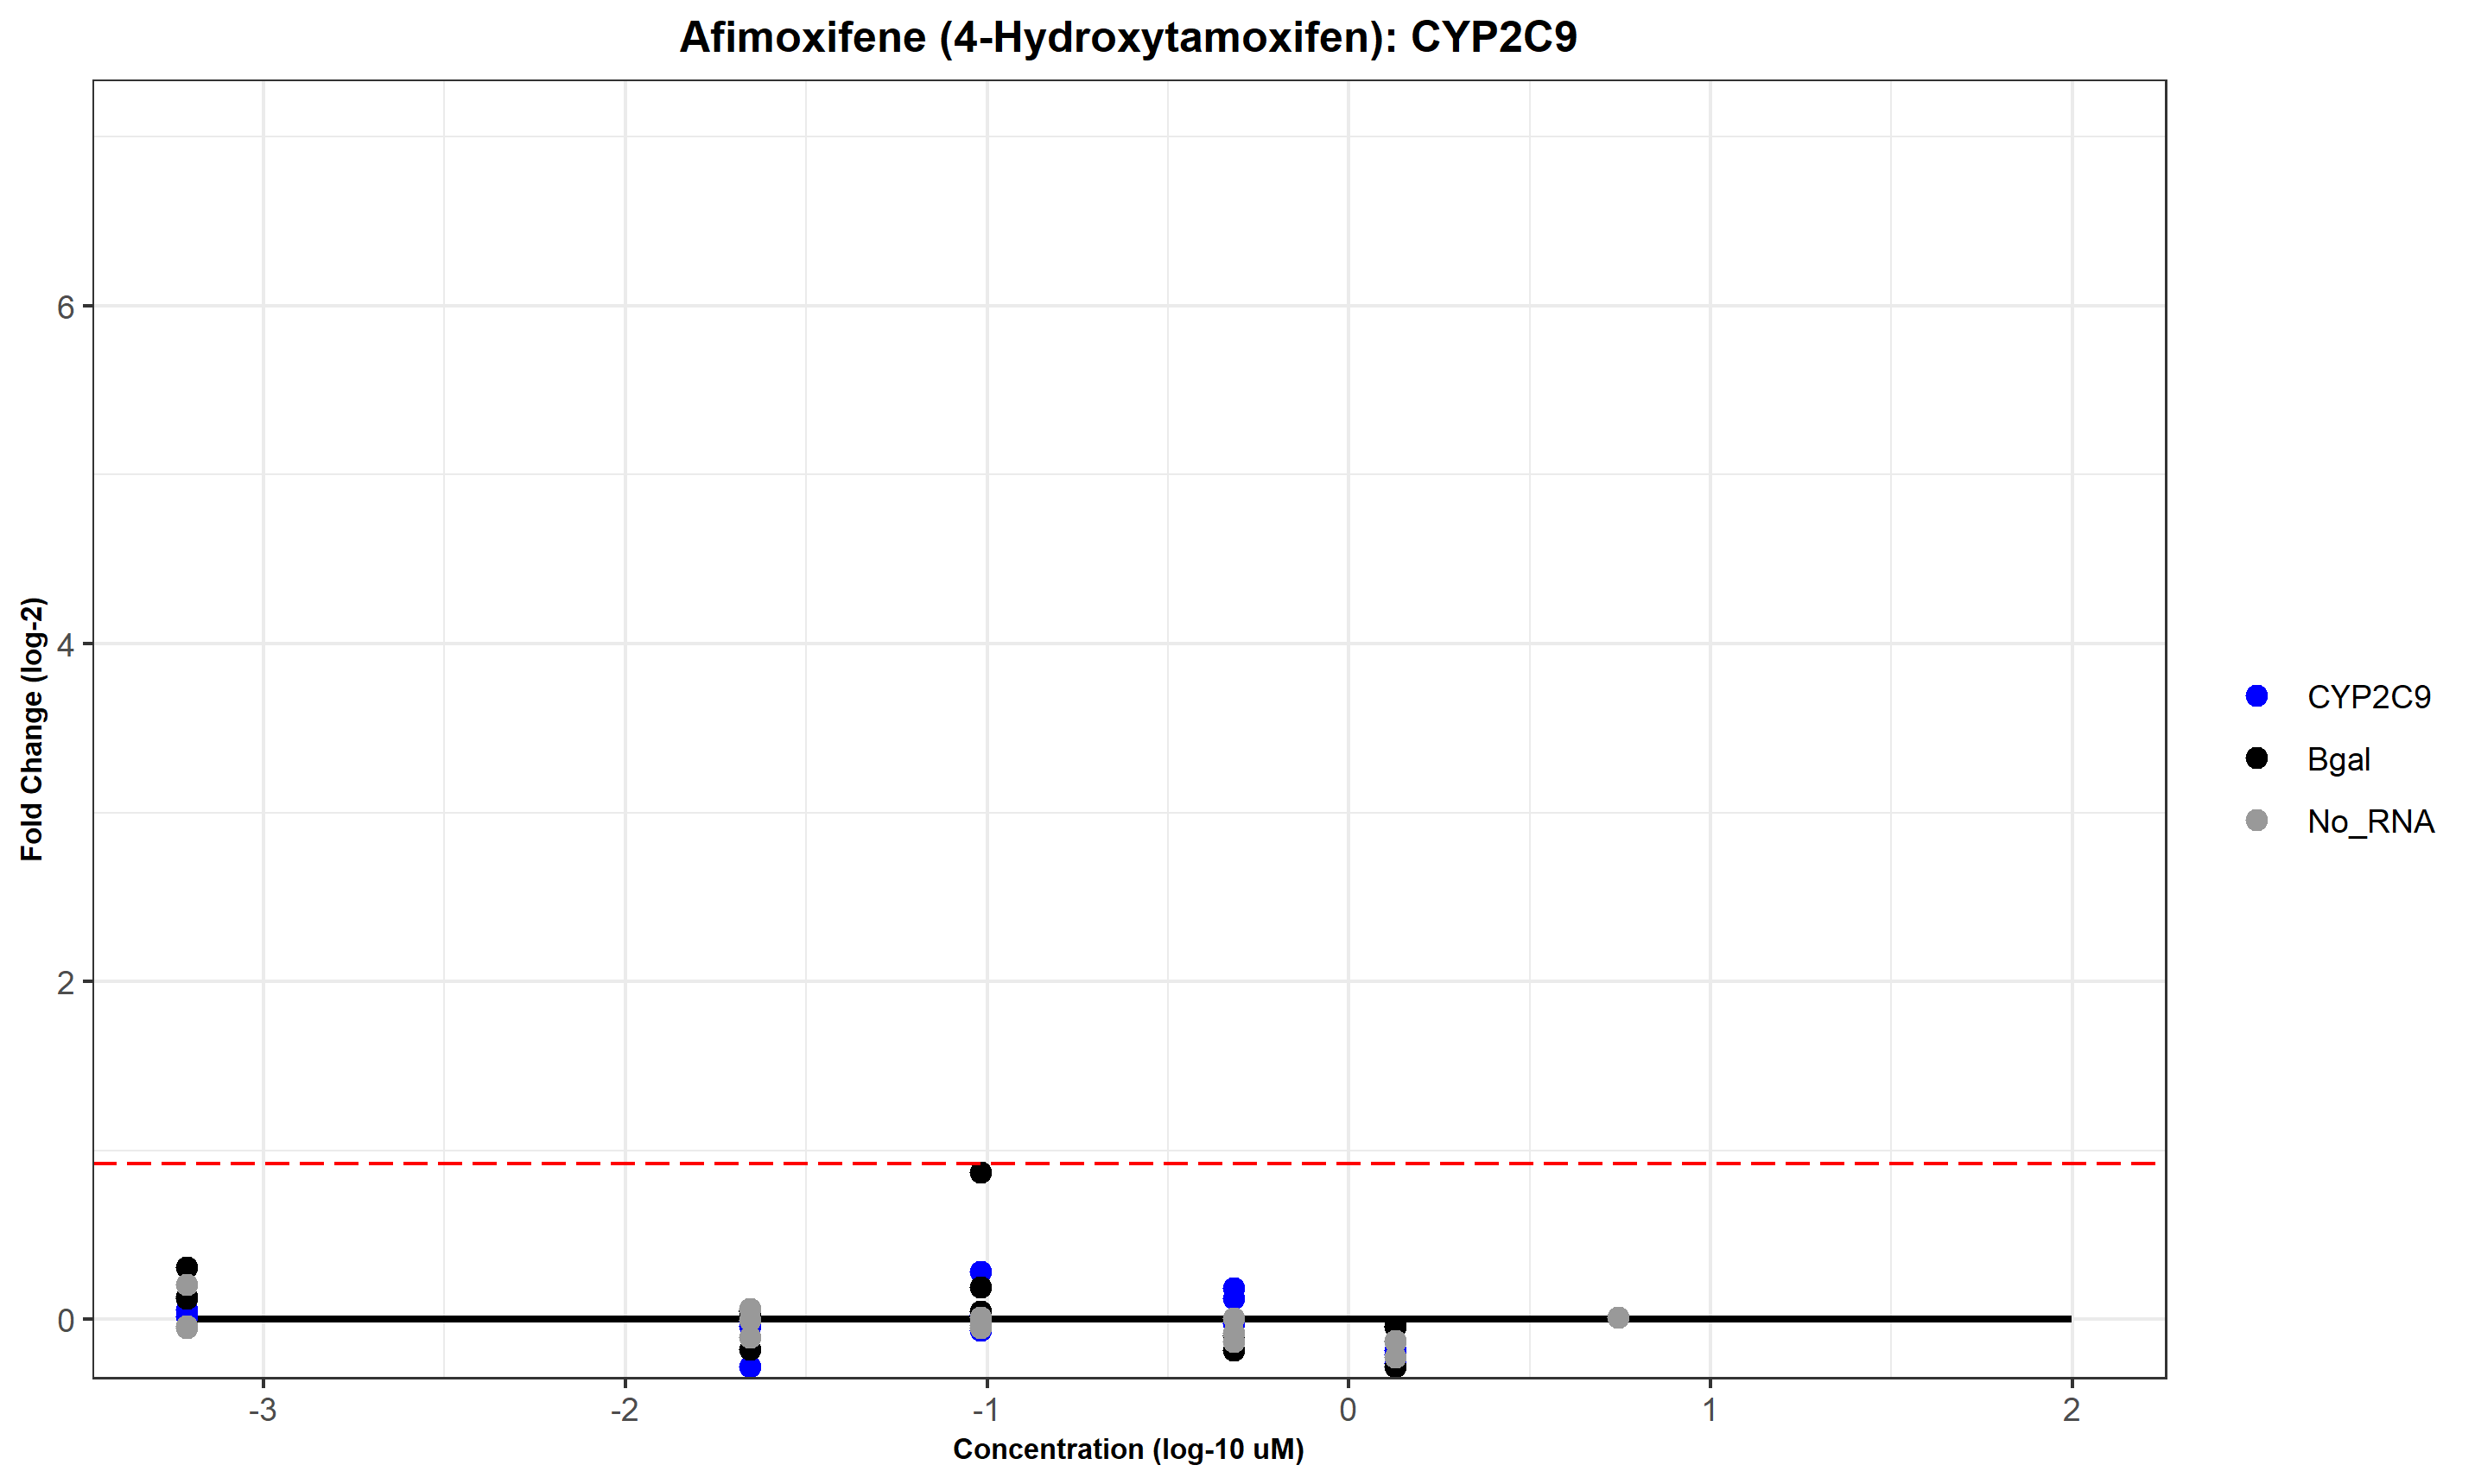 Afimoxifene (4-Hydroxytamoxifen): CYP2C9
Fold Change (log-2)
6
4
2
0
-3
-2
-1
0
1
2
Concentration (log-10 uM)
CYP2C9
Bgal
No_RNA